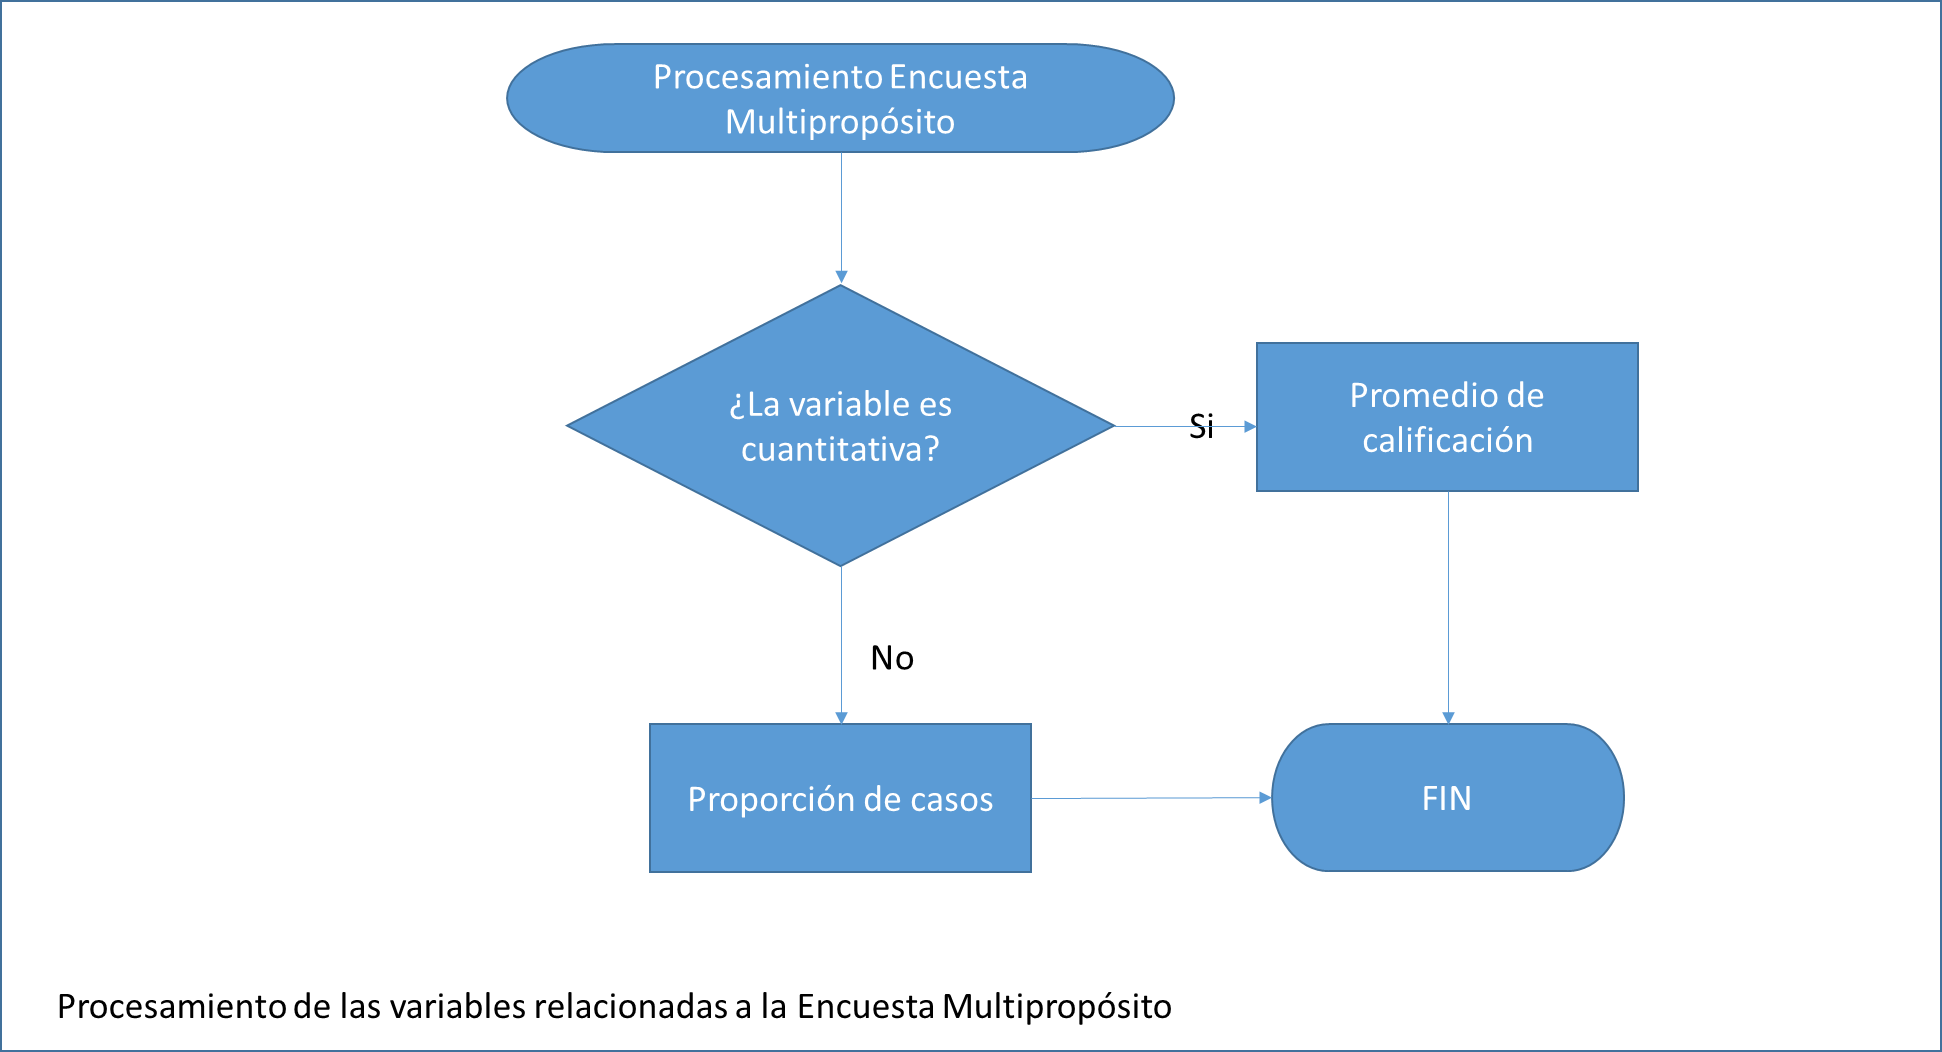 Procesamiento Encuesta
Multipropósito
¿La variable es
cuantitativa?
Si
Promedio de
calificación
No
Proporción de casos
FIN
Procesamiento de las variables relacionadas a la Encuesta Multipropósito